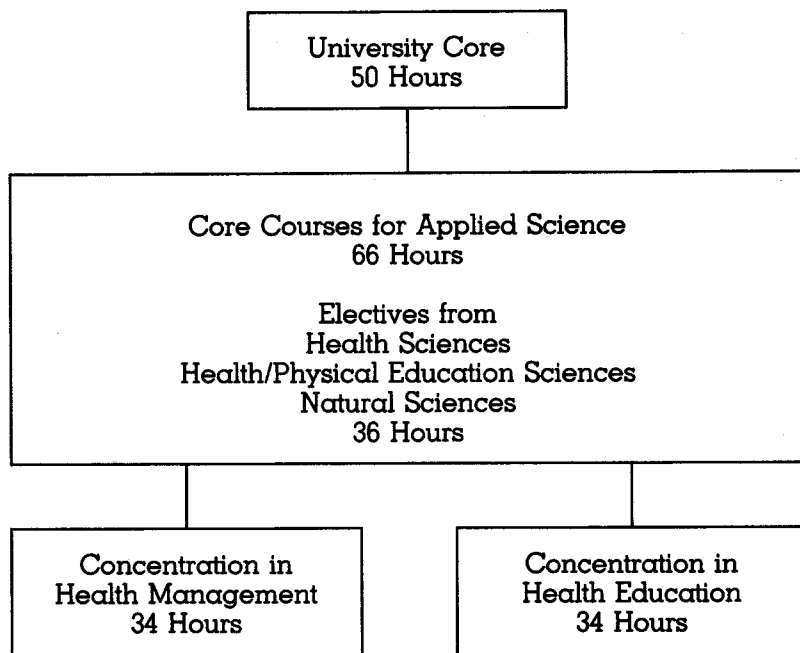 University Core
50 Hours
Core Courses for Applied Science
66 Hours
Electives from
Health Sciences
Health/Physical Education Sciences
Natural Sciences
36 Hours
Concentration in
Health Management
34 Hours
Concentration in
Health Education
34 Hours